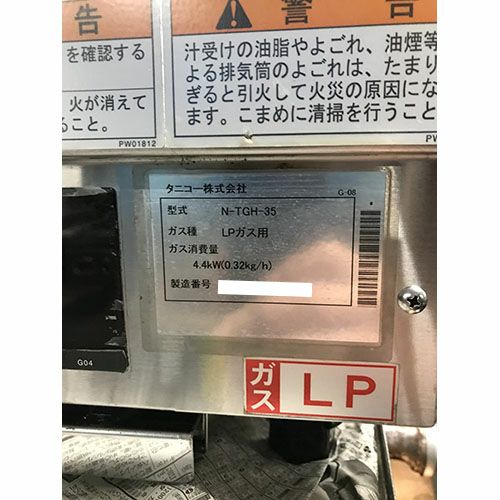 告
を確認する
火が消えて
ること。
PW01812
警 告
汁受けの油脂やよごれ、油煙等
よる排気筒のよごれは、たまり
ぎると引火して火災の原因にな
ます。こまめに清掃を行うこと
PW
タニコー株式会社
G-08
型式 N-TGH-35
ガス種 LPガス用
ガス消費量
4.4kW(0.32kg/h)
製造番号
G04
ガス LP